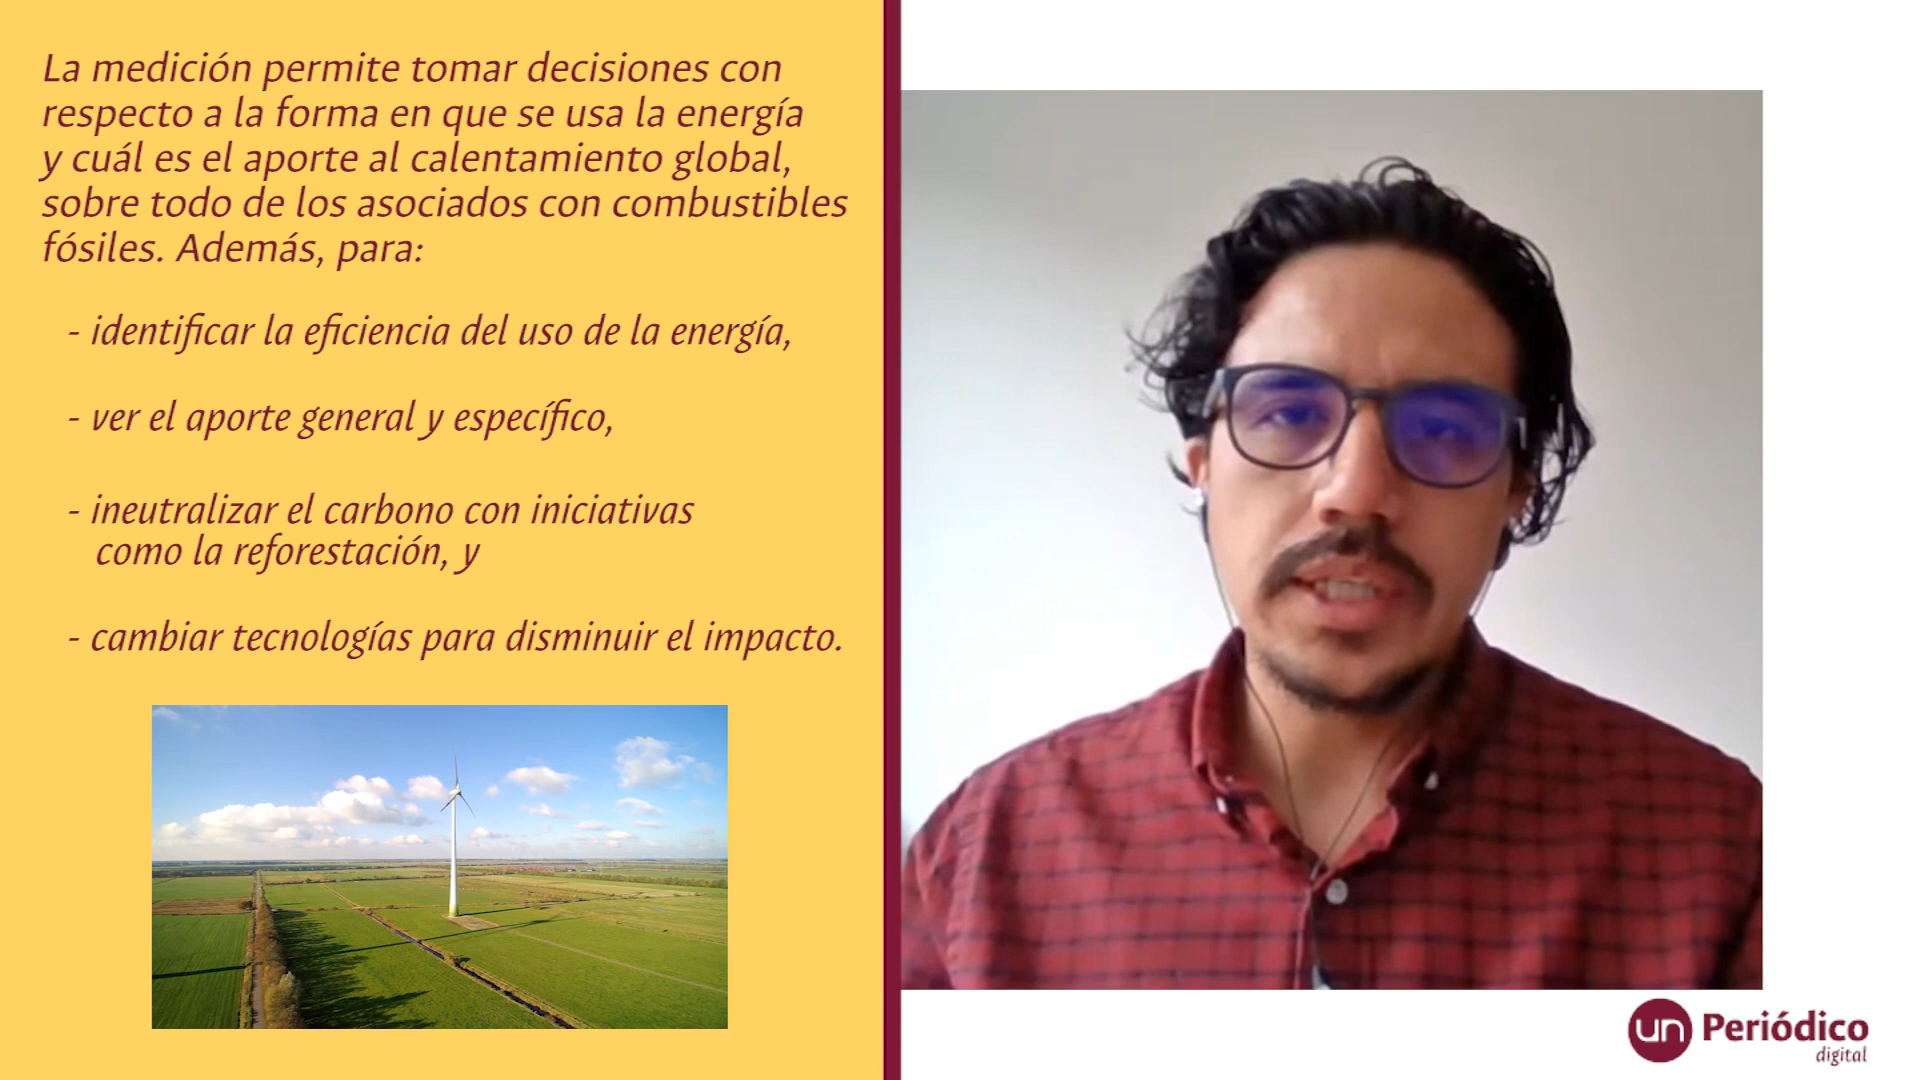 La medición permite tomar decisiones con
respecto a la forma en que se usa la energía
y cuál es el aporte al calentamiento global,
sobre todo de los asociados con combustibles
fósiles. Además, para:
- identificar la eficiencia del uso de la energía,
- ver el aporte general y específico,
- ineutralizar el carbono con iniciativas
como la reforestación, y
- cambiar tecnologías para disminuir el impacto.
un Periódico
digital